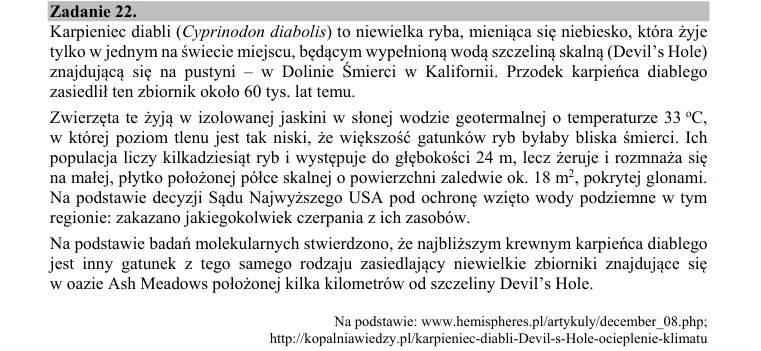 Zadanie 22.
Karpieniec diabli (Cyprinodon diabolis) to niewielka ryba, mieniąca się niebiesko, która żyje
tylko w jednym na świecie miejscu, będącym wypełnioną wodą szczeliną skalną (Devil’s Hole)
znajdującą się na pustyni – w Dolinie Śmierci w Kalifornii. Przodek karpieńca diablego
zasiedlił ten zbiornik około 60 tys. lat temu.
Zwierzęta te żyją w izolowanej jaskini w słonej wodzie geotermalnej o temperaturze 33 °C,
w której poziom tlenu jest tak niski, że większość gatunków ryb byłaby bliska śmierci. Ich
populacja liczy kilkadziesiąt ryb i występuje do głębokości 24 m, lecz żeruje i rozmnaża się
na małej, płytko położonej półce skalnej o powierzchni zaledwie ok. 18 m², pokrytej glonami.
Na podstawie decyzji Sądu Najwyższego USA pod ochronę wzięto wody podziemne w tym
regionie: zakazano jakiegokolwiek czerpania z ich zasobów.
Na podstawie badań molekularnych stwierdzono, że najbliższym krewnym karpieńca diablego
jest inny gatunek z tego samego rodzaju zasiedlający niewielkie zbiorniki znajdujące się
w oazie Ash Meadows położonej kilka kilometrów od szczeliny Devil’s Hole.
Na podstawie: www.hemispheres.pl/artykuly/december_08.php;
http://kopalniawiedzy.pl/karpieniec-diabli-Devil-s-Hole-ocieplenie-klimatu